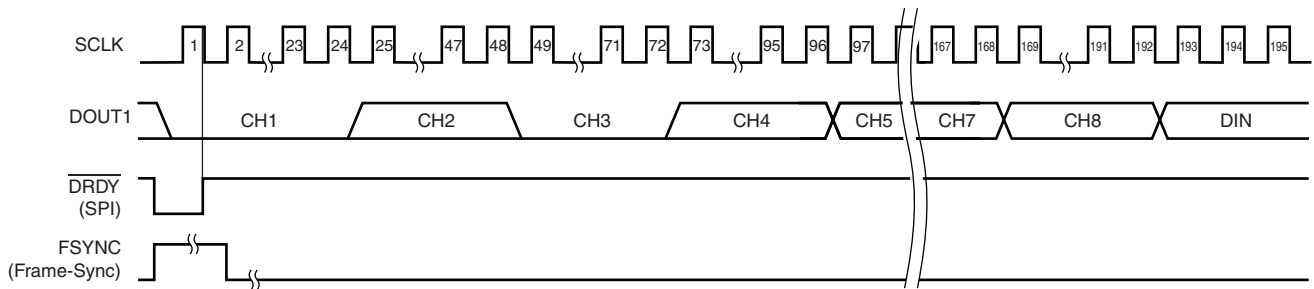 SCLK 1 2 23 24 25 47 48 49 71 72 73 95 96 97 167 168 169 191 192 193 194 195
DOUT1 CH1 CH2 CH3 CH4 CH5 CH7 CH8 DIN
DRDY
(SPI)
FSYNC
(Frame-Sync)